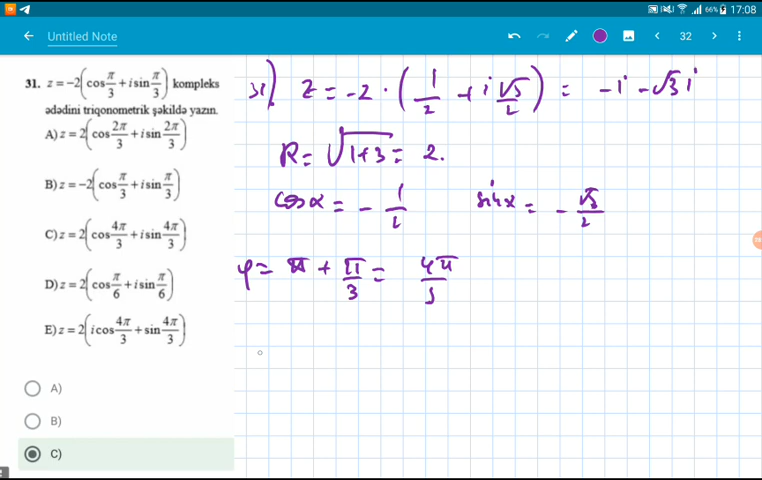 66% 17:08
Untitled Note
32
31. z = -2(cos π/3 + i sin π/3) kompleks
ədədini triqonometrik şəkildə yazın.
A) z = 2(cos 2π/3 + i sin 2π/3)
B) z = -2(cos π/3 + i sin π/3)
C) z = 2(cos 4π/3 + i sin 4π/3)
D) z = 2(cos π/6 + i sin π/6)
E) z = 2(i cos 4π/3 + sin 4π/3)
A)
B)
C)
31) z = -2 · (1/2 + i √3/2) = -1 - √3 i
R = √1+3 = 2.
cos α = - 1/2 sin α = - √3/2
φ = π + π/3 = 4π/3